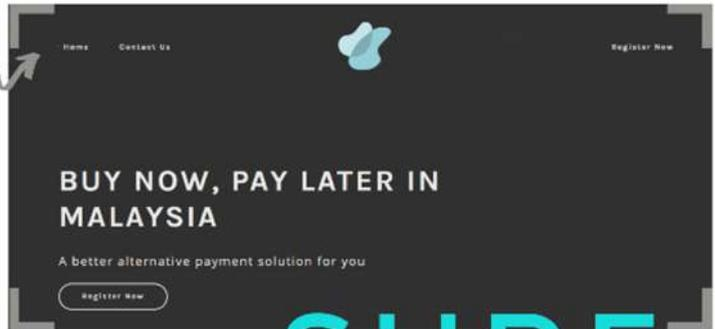 Home Contact Us Register Now
BUY NOW, PAY LATER IN
MALAYSIA
A better alternative payment solution for you
Register Now